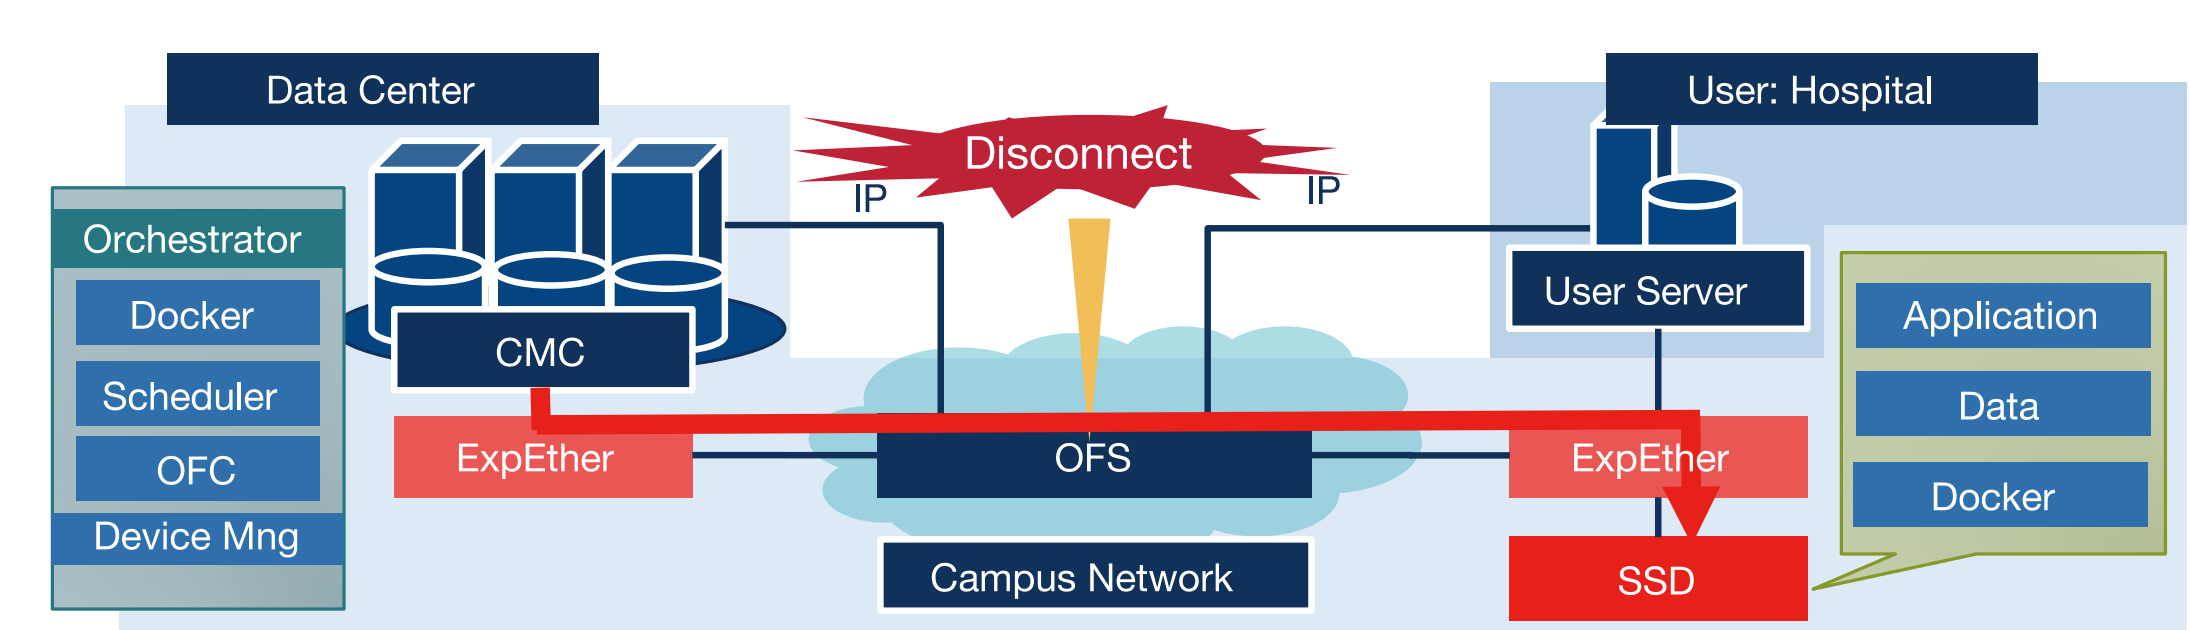 Data Center
User: Hospital
Disconnect
IP
IP
Orchestrator
Docker
Scheduler
OFC
Device Mng
CMC
User Server
Application
Data
Docker
ExpEther
OFS
ExpEther
Campus Network
SSD